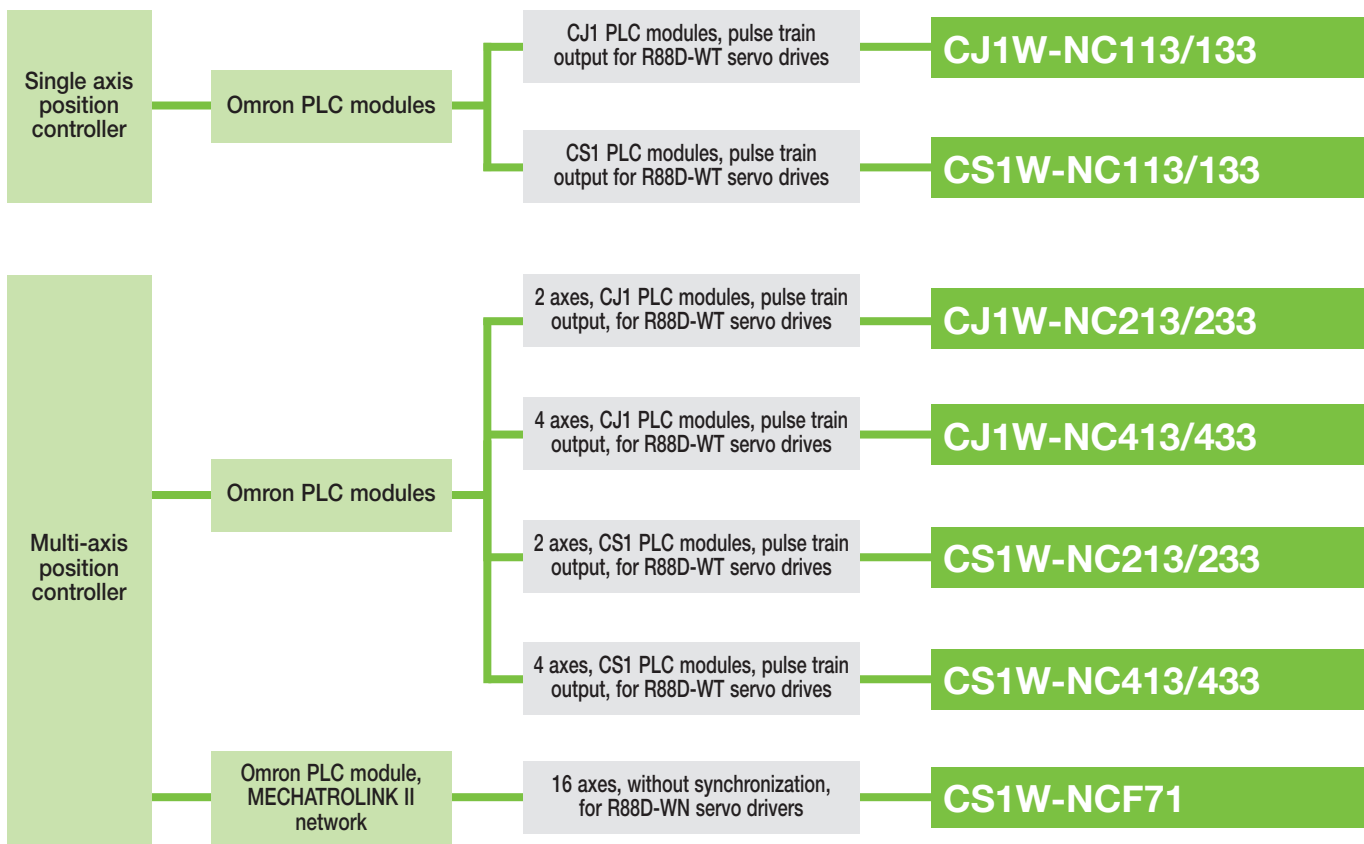 Single axis
position
controller
Omron PLC modules
CJ1 PLC modules, pulse train
output for R88D-WT servo drives
CJ1W-NC113/133
CS1 PLC modules, pulse train
output for R88D-WT servo drives
CS1W-NC113/133
Multi-axis
position
controller
Omron PLC modules
2 axes, CJ1 PLC modules, pulse train
output, for R88D-WT servo drives
CJ1W-NC213/233
4 axes, CJ1 PLC modules, pulse train
output, for R88D-WT servo drives
CJ1W-NC413/433
2 axes, CS1 PLC modules, pulse train
output, for R88D-WT servo drives
CS1W-NC213/233
4 axes, CS1 PLC modules, pulse train
output, for R88D-WT servo drives
CS1W-NC413/433
Omron PLC module,
MECHATROLINK II
network
16 axes, without synchronization,
for R88D-WN servo drivers
CS1W-NCF71